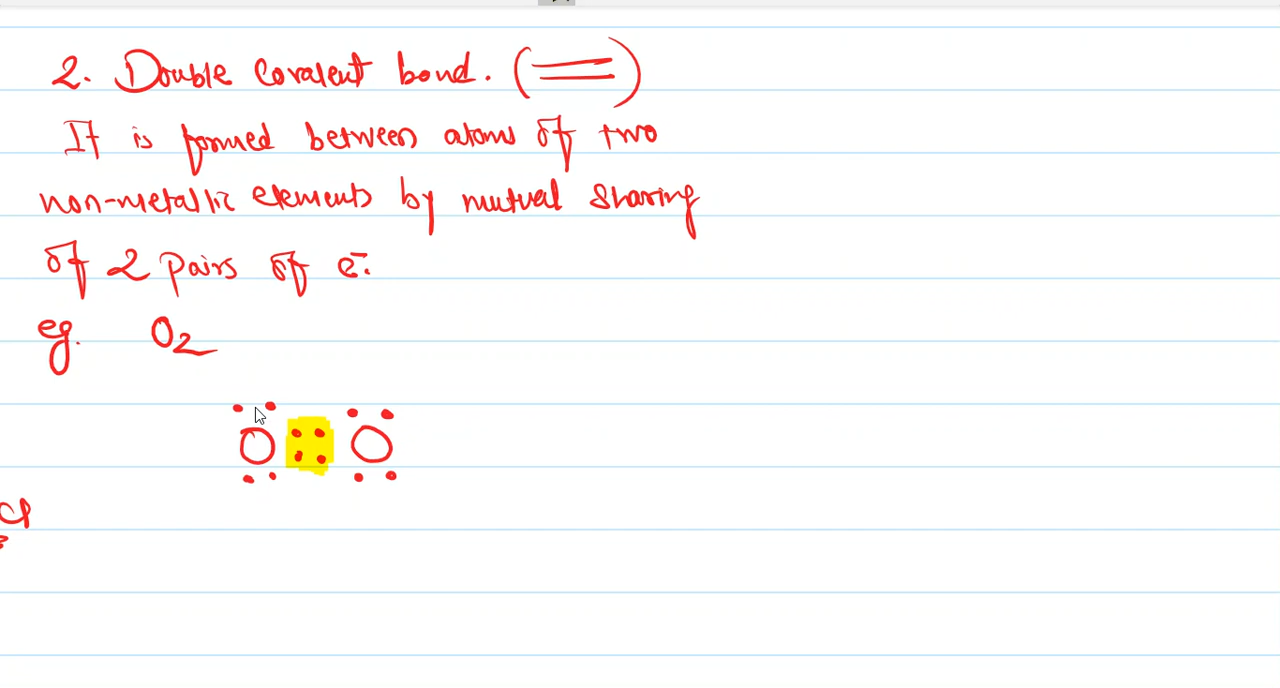 2. Double Covalent bond. (=)
It is formed between atoms of two
non-metallic elements by mutual sharing
of 2 pairs of e-.
eg. O2
O :: O
Cl